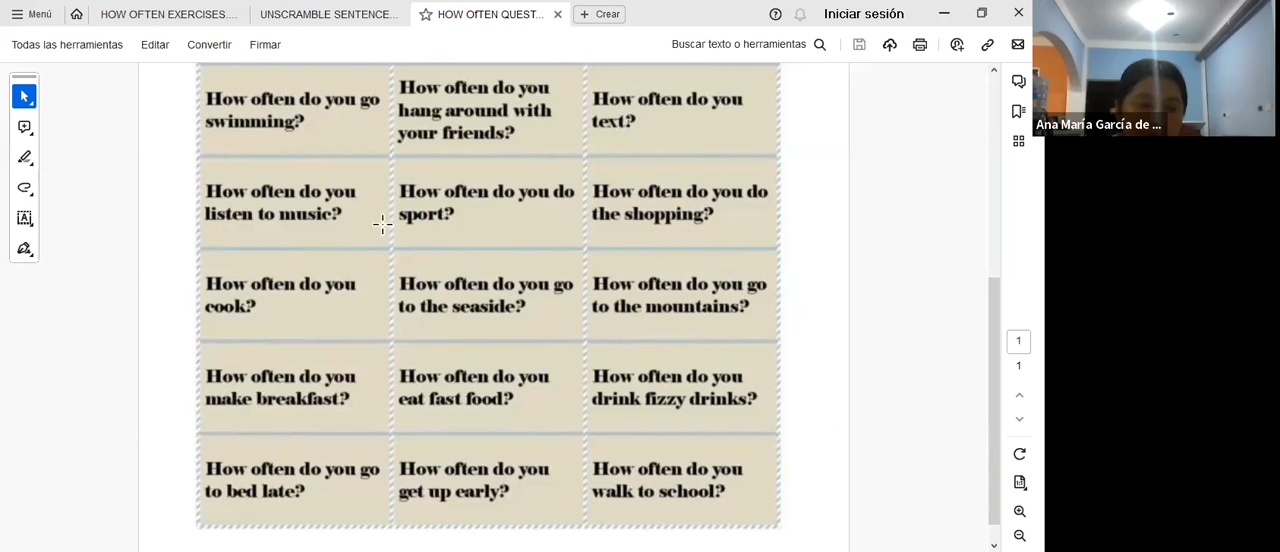 Menú
HOW OFTEN EXERCISES....
UNSCRAMBLE SENTENCE...
HOW OfTEN QUEST...
Crear
Iniciar sesión
Todas las herramientas
Editar
Convertir
Firmar
Buscar texto o herramientas
How often do you go
swimming?
How often do you
hang around with
your friends?
How often do you
text?
How often do you
listen to music?
How often do you do
sport?
How often do you do
the shopping?
How often do you
cook?
How often do you go
to the seaside?
How often do you go
to the mountains?
How often do you
make breakfast?
How often do you
eat fast food?
How often do you
drink fizzy drinks?
How often do you go
to bed late?
How often do you
get up early?
How often do you
walk to school?
Ana María García de ...
1
1